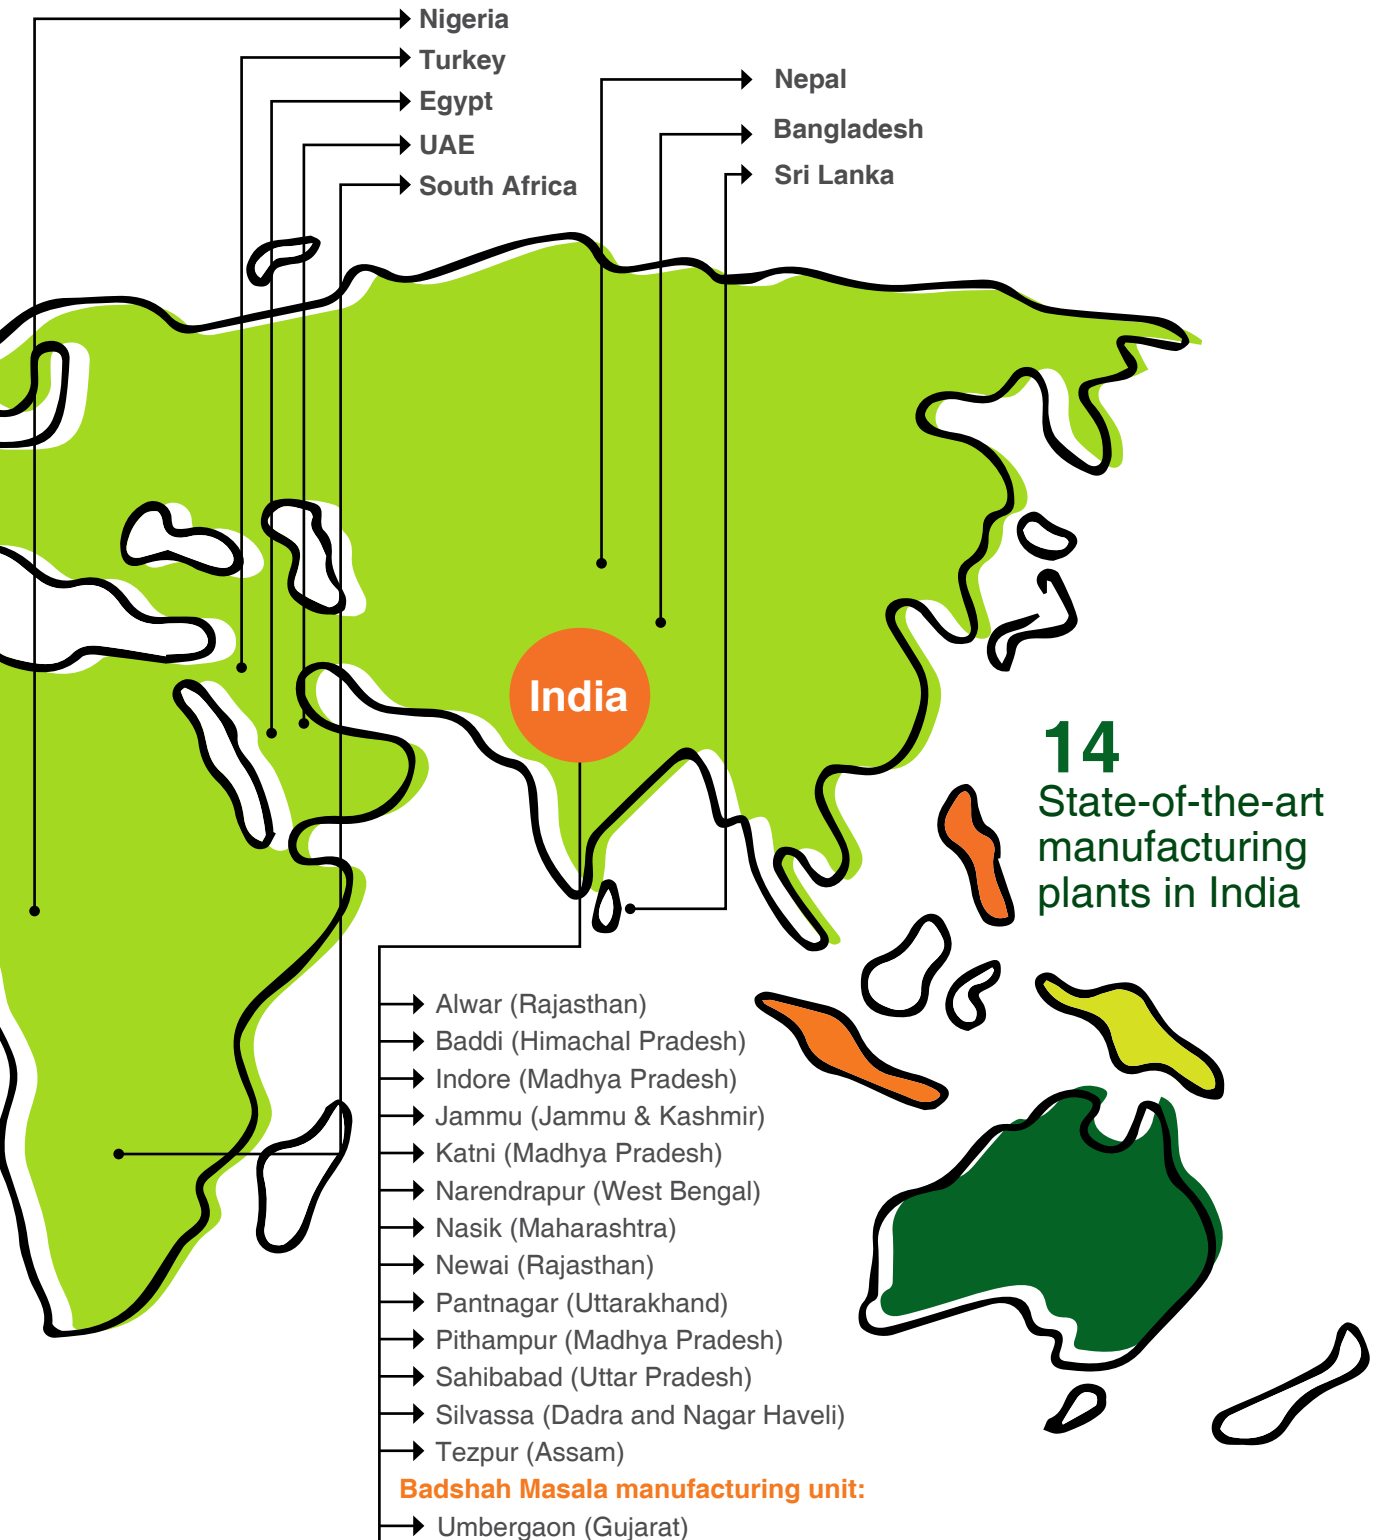 Nigeria
Turkey
Egypt
UAE
South Africa
Nepal
Bangladesh
Sri Lanka
India
14
State-of-the-art
manufacturing
plants in India
Alwar (Rajasthan)
Baddi (Himachal Pradesh)
Indore (Madhya Pradesh)
Jammu (Jammu & Kashmir)
Katni (Madhya Pradesh)
Narendrapur (West Bengal)
Nasik (Maharashtra)
Newai (Rajasthan)
Pantnagar (Uttarakhand)
Pithampur (Madhya Pradesh)
Sahibabad (Uttar Pradesh)
Silvassa (Dadra and Nagar Haveli)
Tezpur (Assam)
Badshah Masala manufacturing unit:
Umbergaon (Gujarat)